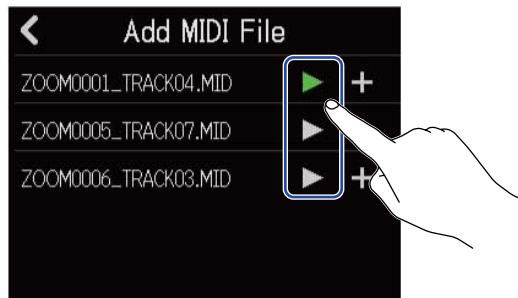 Add MIDI File
ZOOM0001_TRACK04.MID
ZOOM0005_TRACK07.MID
ZOOM0006_TRACK03.MID